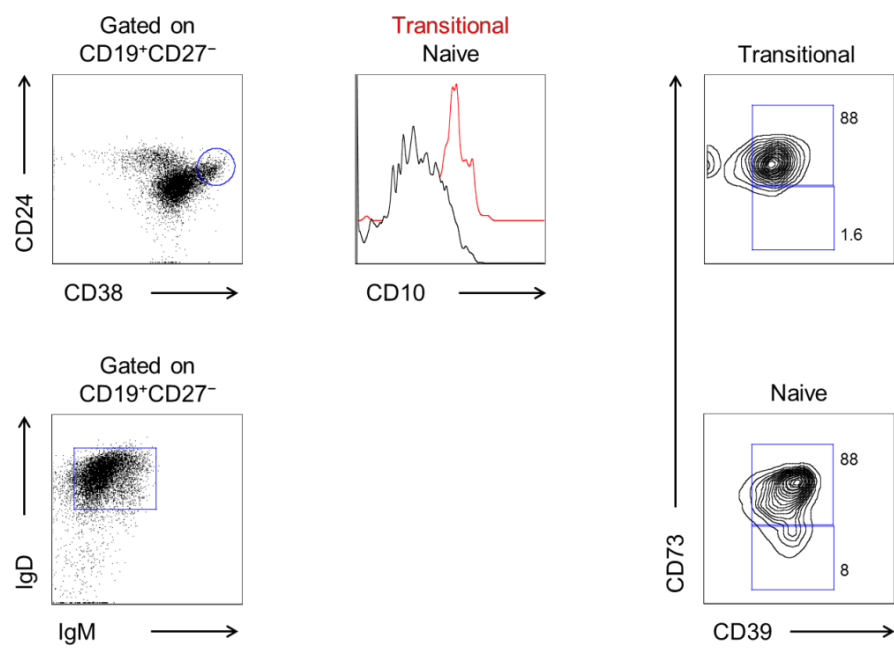 Gated on
CD19⁺CD27⁻
CD24
CD38
Transitional
Naive
CD10
Transitional
88
1.6
Gated on
CD19⁺CD27⁻
IgD
IgM
Naive
88
8
CD73
CD39